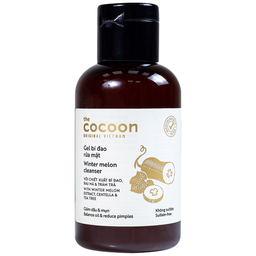 the
cocoon
ORIGINAL VIETNAM
Gel bí đao
rửa mặt
Winter melon
cleanser
VỚI CHIẾT XUẤT BÍ ĐAO,
RAU MÁ & TRÀM TRÀ
WITH WINTER MELON
EXTRACT, CENTELLA &
TEA TREE
Giảm dầu & mụn
Balance oil & reduce pimples
Không sulfate
Sulfate-free